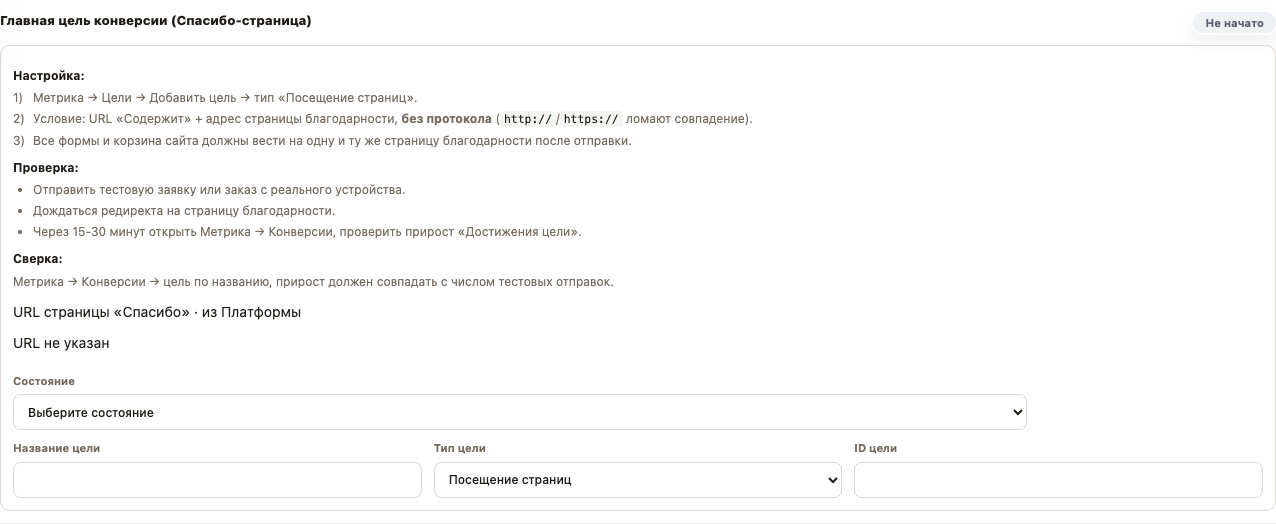 Главная цель конверсии (Спасибо-страница)
Не начато
Настройка:
1) Метрика → Цели → Добавить цель → тип «Посещение страниц».
2) Условие: URL «Содержит» + адрес страницы благодарности, без протокола ( http:// / https:// ломают совпадение).
3) Все формы и корзина сайта должны вести на одну и ту же страницу благодарности после отправки.
Проверка:
• Отправить тестовую заявку или заказ с реального устройства.
• Дождаться редиректа на страницу благодарности.
• Через 15-30 минут открыть Метрика → Конверсии, проверить прирост «Достижения цели».
Сверка:
Метрика → Конверсии → цель по названию, прирост должен совпадать с числом тестовых отправок.
URL страницы «Спасибо» · из Платформы
URL не указан
Состояние
Выберите состояние
Название цели
Тип цели
ID цели
Посещение страниц